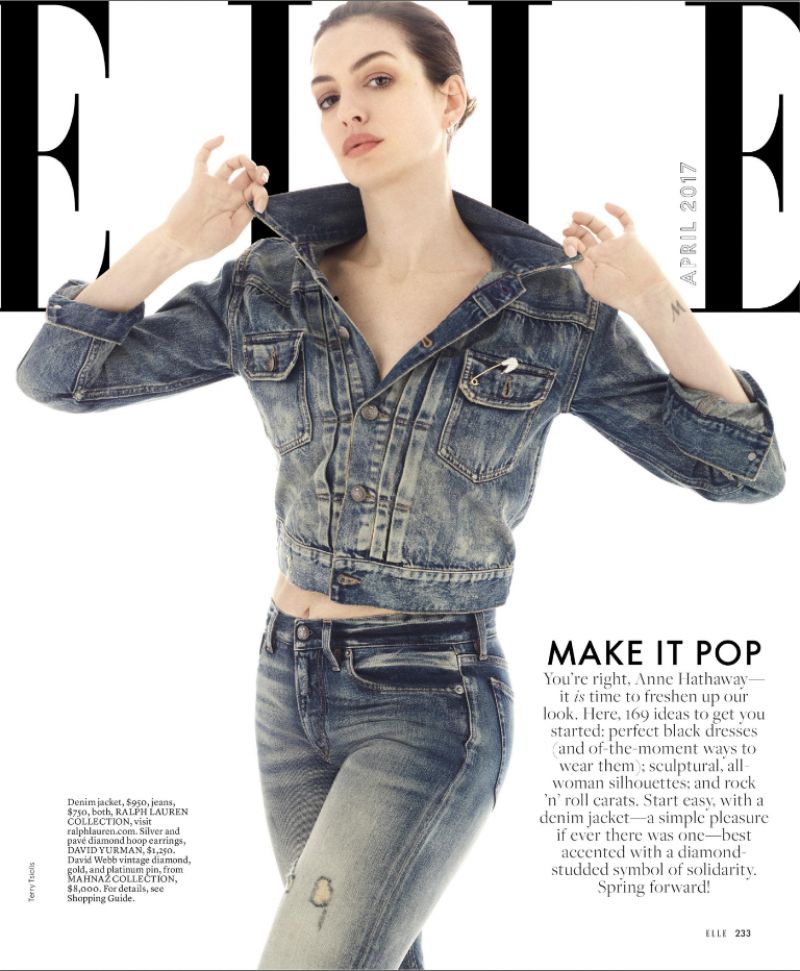 ELLE
APRIL 2017
MAKE IT POP
You're right, Anne Hathaway—
it is time to freshen up our
look. Here, 169 ideas to get you
started: perfect black dresses
(and of-the-moment ways to
wear them); sculptural, all-
woman silhouettes; and rock
'n' roll carats. Start easy, with a
denim jacket—a simple pleasure
if ever there was one—best
accented with a diamond-
studded symbol of solidarity.
Spring forward!
Denim jacket, $950, jeans,
$750, both, RALPH LAUREN
COLLECTION, visit
ralphlauren.com. Silver and
pavé diamond hoop earrings,
DAVID YURMAN, $1,250.
David Webb vintage diamond,
gold, and platinum pin, from
MAHNAZ COLLECTION,
$8,000. For details, see
Shopping Guide.
Terry Tsiolis
ELLE 233